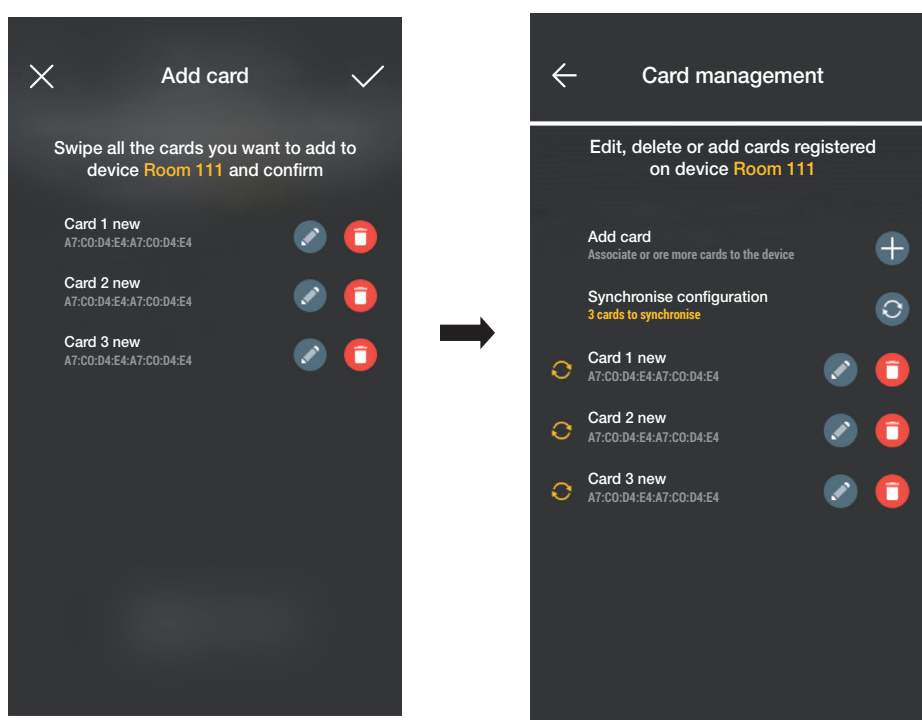 Add card
Swipe all the cards you want to add to
device Room 111 and confirm
Card 1 new
A7:C0:D4:E4:A7:C0:D4:E4
Card 2 new
A7:C0:D4:E4:A7:C0:D4:E4
Card 3 new
A7:C0:D4:E4:A7:C0:D4:E4
Card management
Edit, delete or add cards registered
on device Room 111
Add card
Associate or ore more cards to the device
Synchronise configuration
3 cards to synchronise
Card 1 new
A7:C0:D4:E4:A7:C0:D4:E4
Card 2 new
A7:C0:D4:E4:A7:C0:D4:E4
Card 3 new
A7:C0:D4:E4:A7:C0:D4:E4